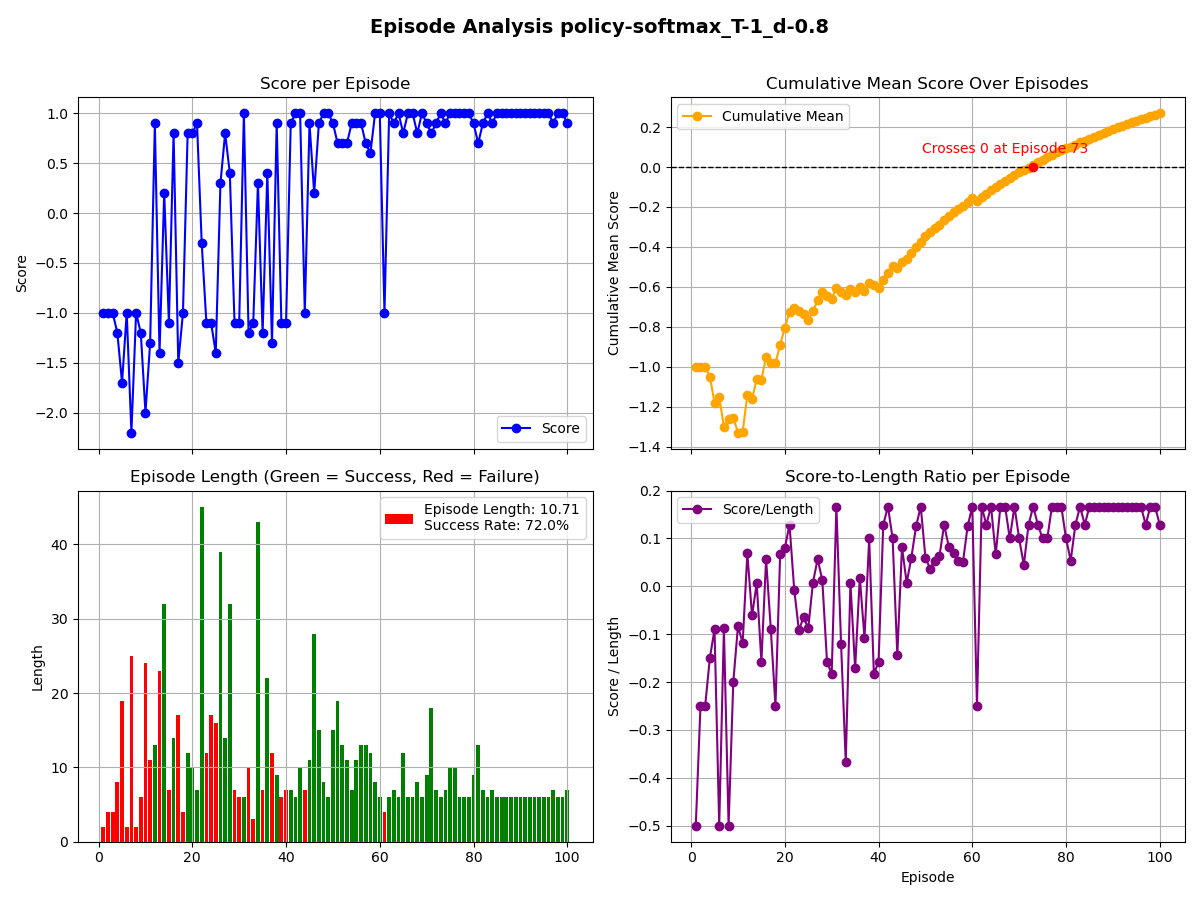 Episode Analysis policy-softmax_T-1_d-0.8
Score per Episode
1.0
0.5
0.0
−0.5
−1.0
−1.5
−2.0
Score
Score
Cumulative Mean Score Over Episodes
0.2
0.0
−0.2
−0.4
−0.6
−0.8
−1.0
−1.2
−1.4
Cumulative Mean Score
Cumulative Mean
Crosses 0 at Episode 73
Episode Length (Green = Success, Red = Failure)
40
30
20
10
0
Length
Episode Length: 10.71
Success Rate: 72.0%
0
20
40
60
80
100
Score-to-Length Ratio per Episode
0.2
0.1
0.0
−0.1
−0.2
−0.3
−0.4
−0.5
Score / Length
Score/Length
0
20
40
60
80
100
Episode